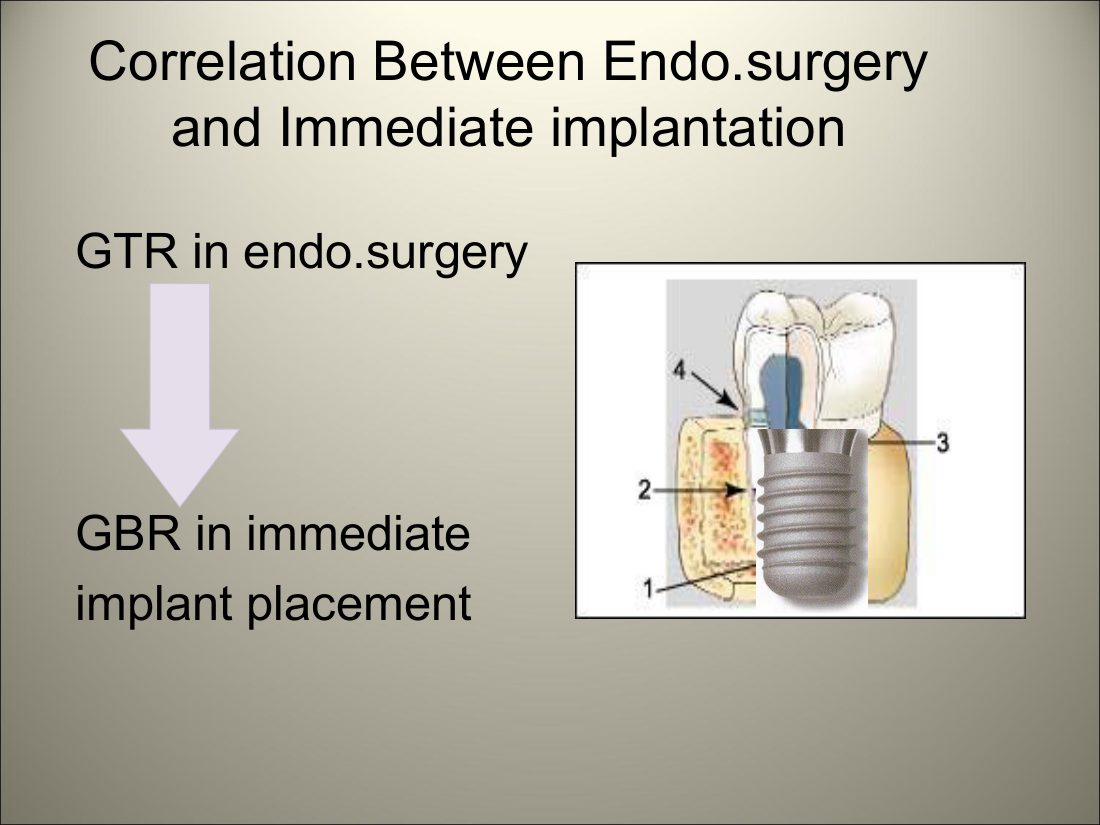 Correlation Between Endo.surgery
and Immediate implantation
GTR in endo.surgery
GBR in immediate
implant placement
4
3
2
1